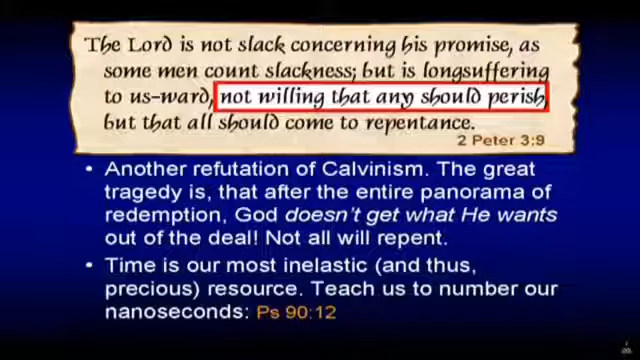 The Lord is not slack concerning his promise, as
some men count slackness; but is longsuffering
to us-ward, not willing that any should perish,
but that all should come to repentance.
2 Peter 3:9
• Another refutation of Calvinism. The great
tragedy is, that after the entire panorama of
redemption, God doesn't get what He wants
out of the deal! Not all will repent.
• Time is our most inelastic (and thus,
precious) resource. Teach us to number our
nanoseconds: Ps 90:12